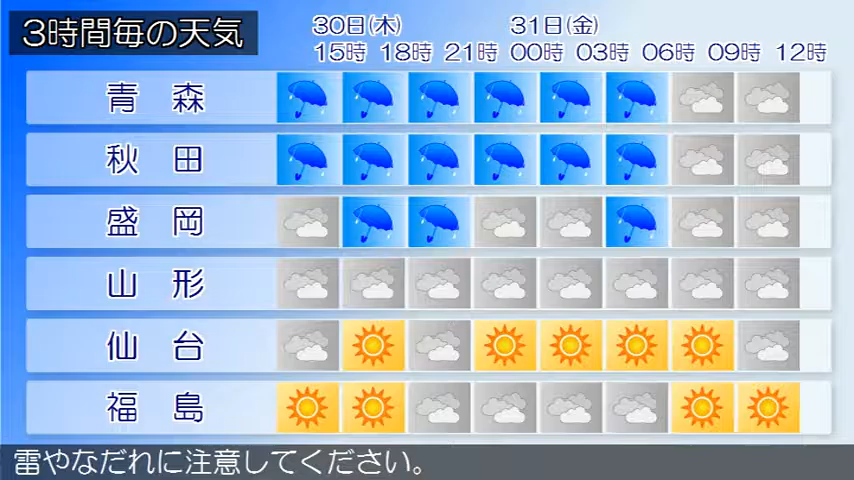 3時間毎の天気
30日(木) 31日(金)
15時 18時 21時 00時 03時 06時 09時 12時
青森
秋田
盛岡
山形
仙台
福島
雷やなだれに注意してください。